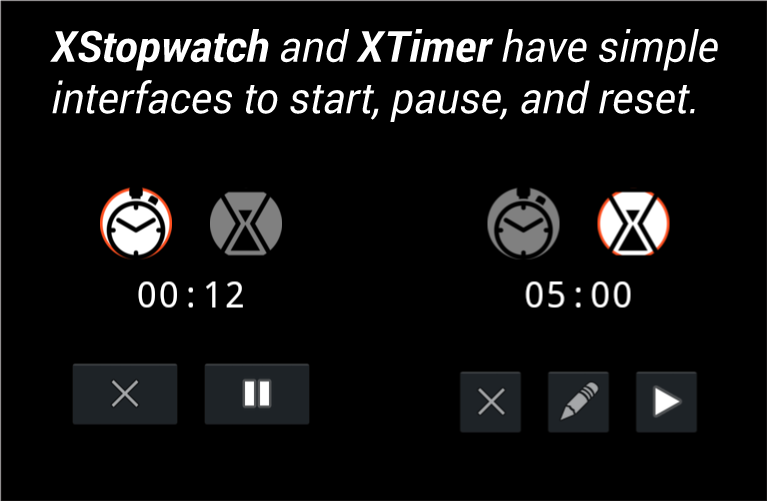 XStopwatch and XTimer have simple
interfaces to start, pause, and reset.
00:12
05:00